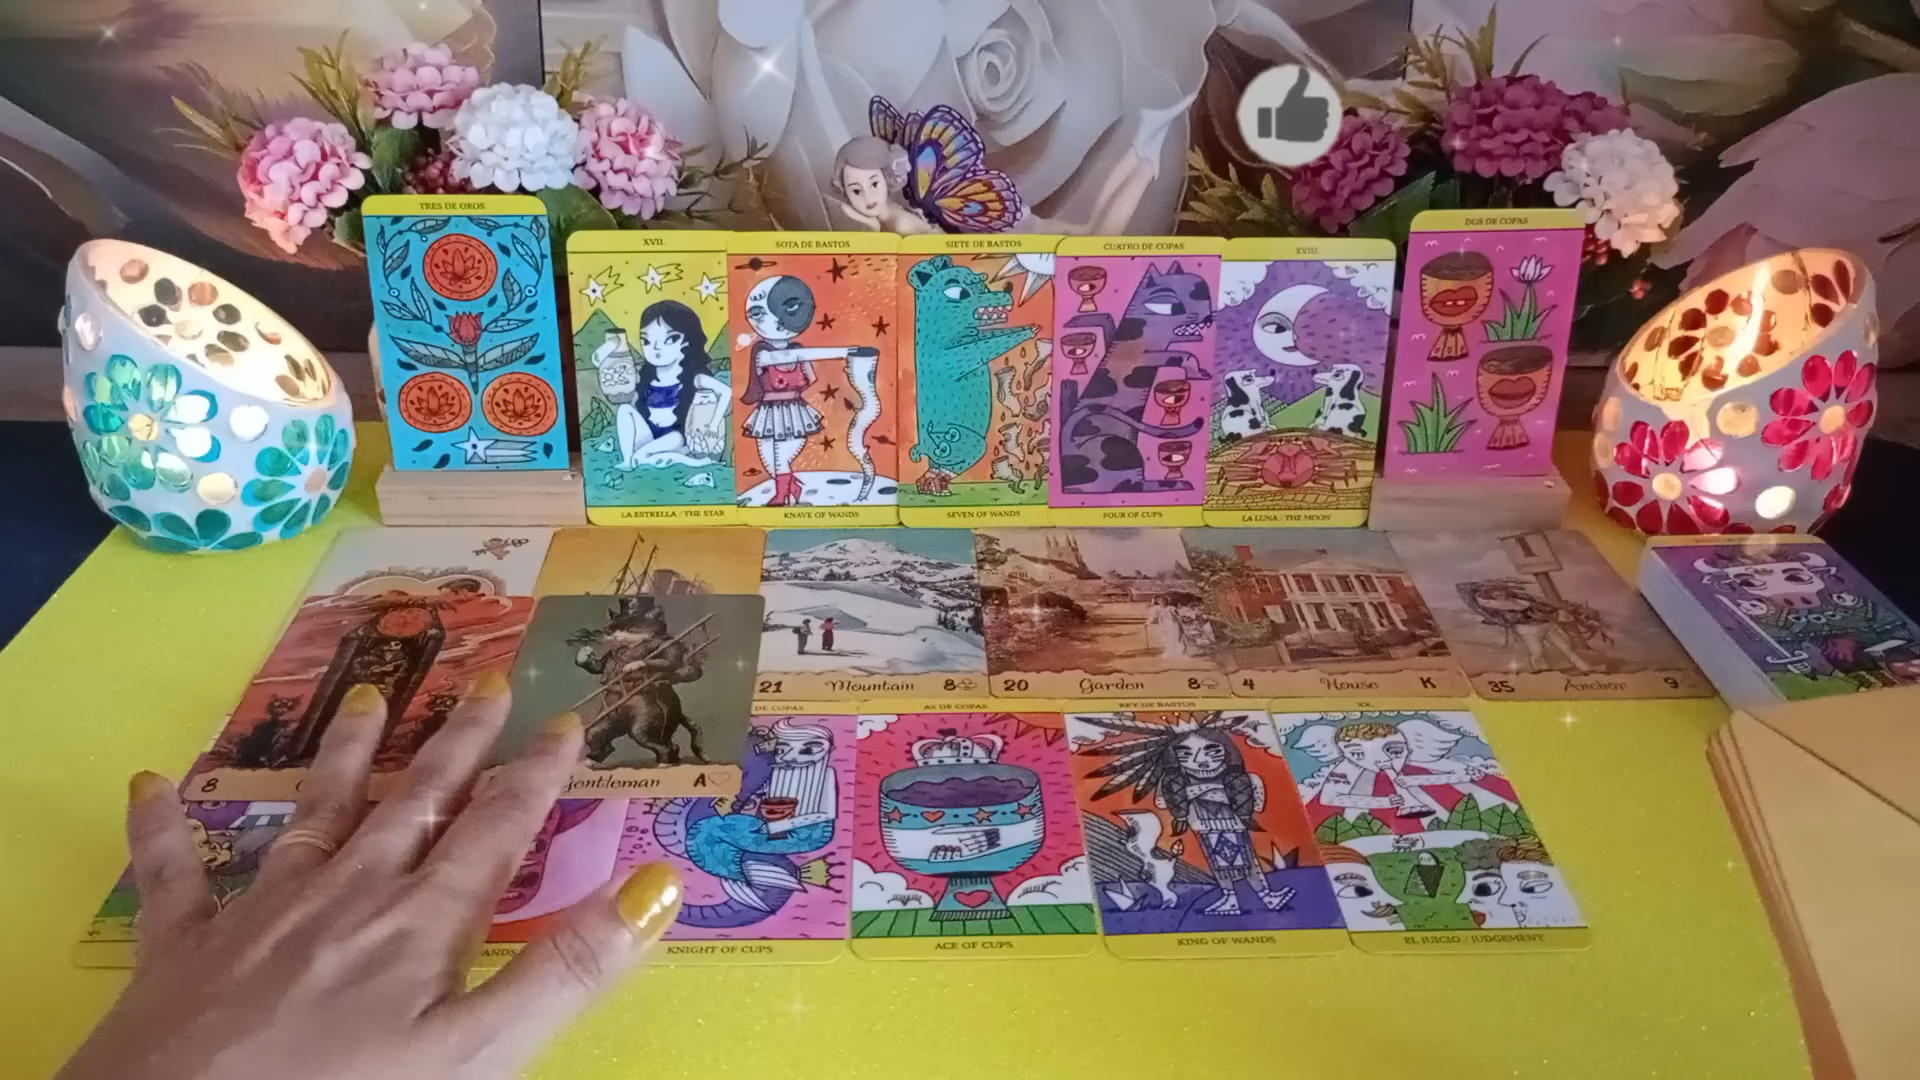 TRES DE OROS
XVII.
SOTA DE BASTOS
SIETE DE BASTOS
CUATRO DE COPAS
XVIII.
DOS DE COPAS
LA ESTRELLA / THE STAR
KNAVE OF WANDS
SEVEN OF WANDS
FOUR OF CUPS
LA LUNA / THE MOON
21 Mountain 8
20 Garden 8
4 House K
35 Anchor 9
8
Gentleman A
DE COPAS
AS DE COPAS
REY DE BASTOS
XX.
KNIGHT OF CUPS
ACE OF CUPS
KING OF WANDS
EL JUICIO / JUDGEMENT